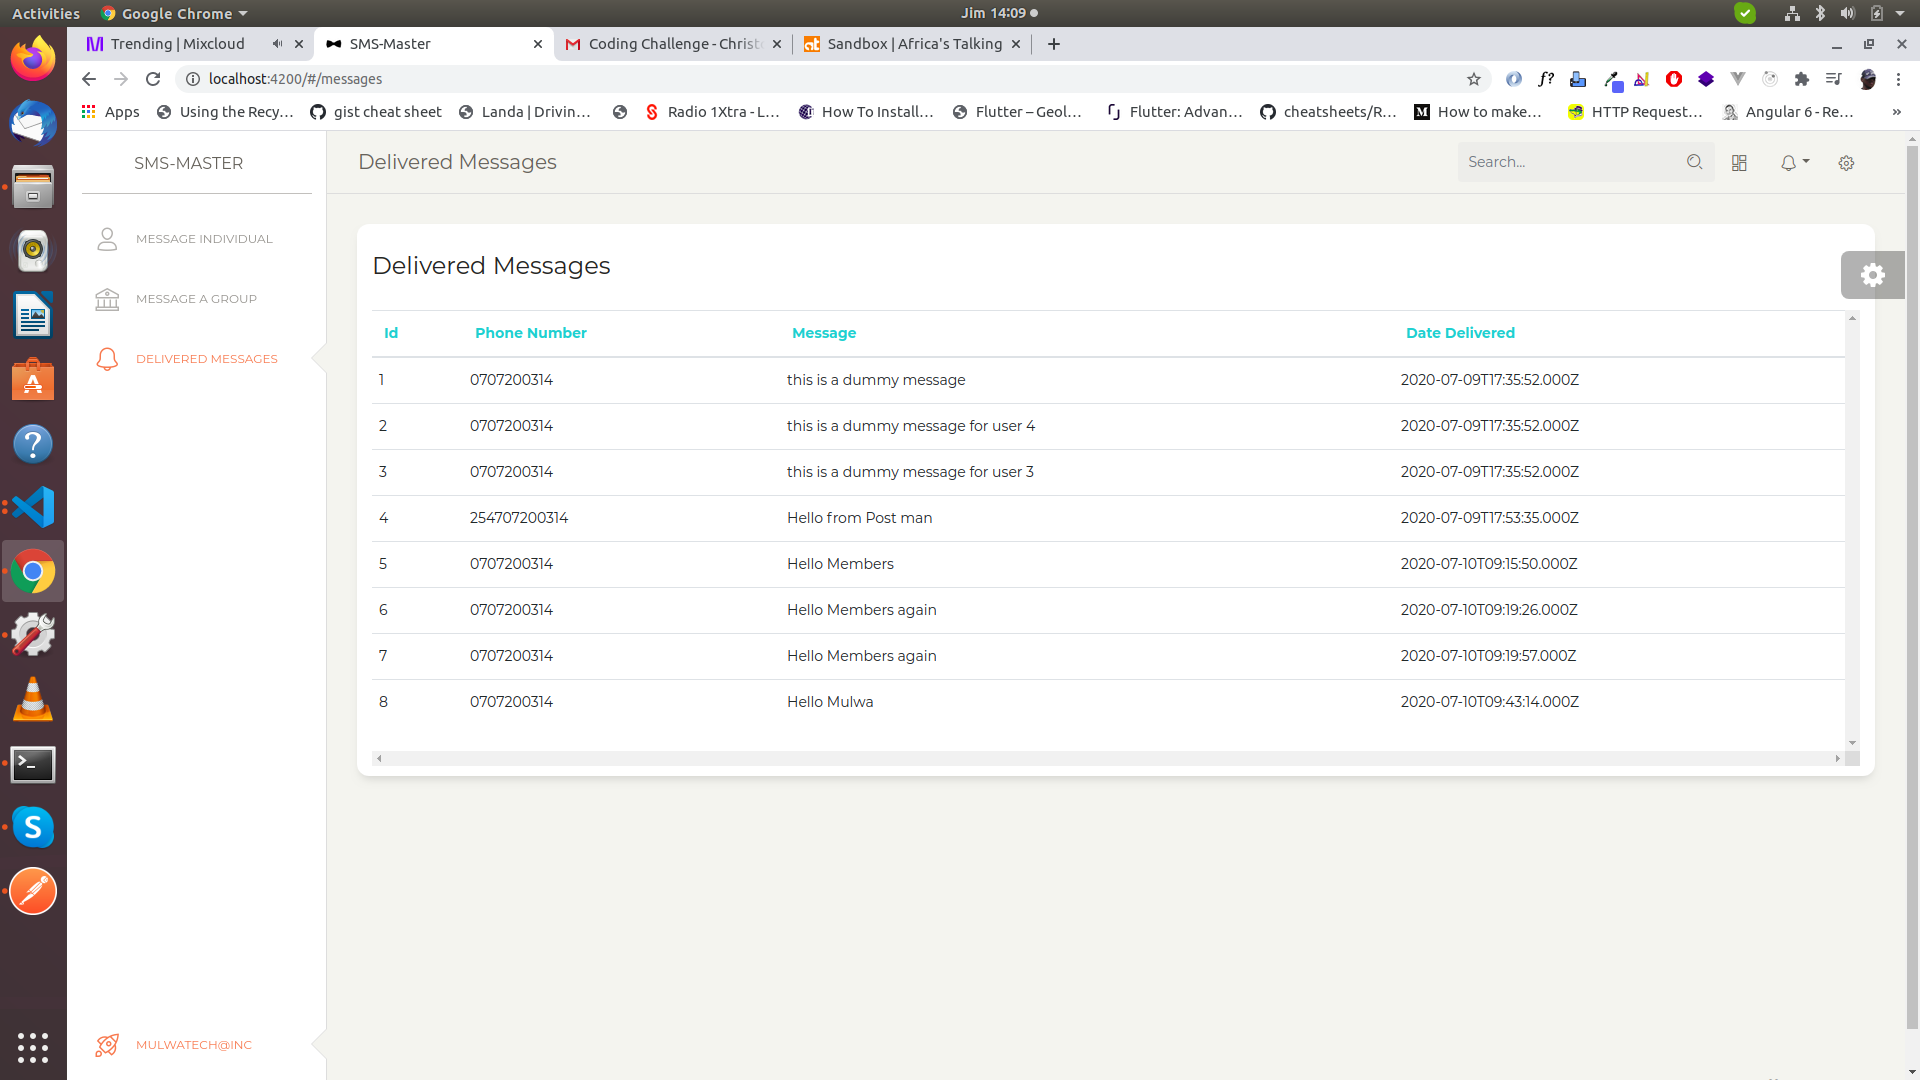 Activities Google Chrome Jim 14:09
Trending | Mixcloud SMS-Master Coding Challenge - Christo Sandbox | Africa's Talking
localhost:4200/#/messages
Apps Using the Recy... gist cheat sheet Landa | Drivin... Radio 1Xtra - L... How To Install... Flutter – Geol... Flutter: Advan... cheatsheets/R... How to make... HTTP Request... Angular 6 - Re... »
SMS-MASTER
MESSAGE INDIVIDUAL
MESSAGE A GROUP
DELIVERED MESSAGES
MULWATECH@INC
Delivered Messages
Search...
Delivered Messages
Id Phone Number Message Date Delivered
1 0707200314 this is a dummy message 2020-07-09T17:35:52.000Z
2 0707200314 this is a dummy message for user 4 2020-07-09T17:35:52.000Z
3 0707200314 this is a dummy message for user 3 2020-07-09T17:35:52.000Z
4 254707200314 Hello from Post man 2020-07-09T17:53:35.000Z
5 0707200314 Hello Members 2020-07-10T09:15:50.000Z
6 0707200314 Hello Members again 2020-07-10T09:19:26.000Z
7 0707200314 Hello Members again 2020-07-10T09:19:57.000Z
8 0707200314 Hello Mulwa 2020-07-10T09:43:14.000Z